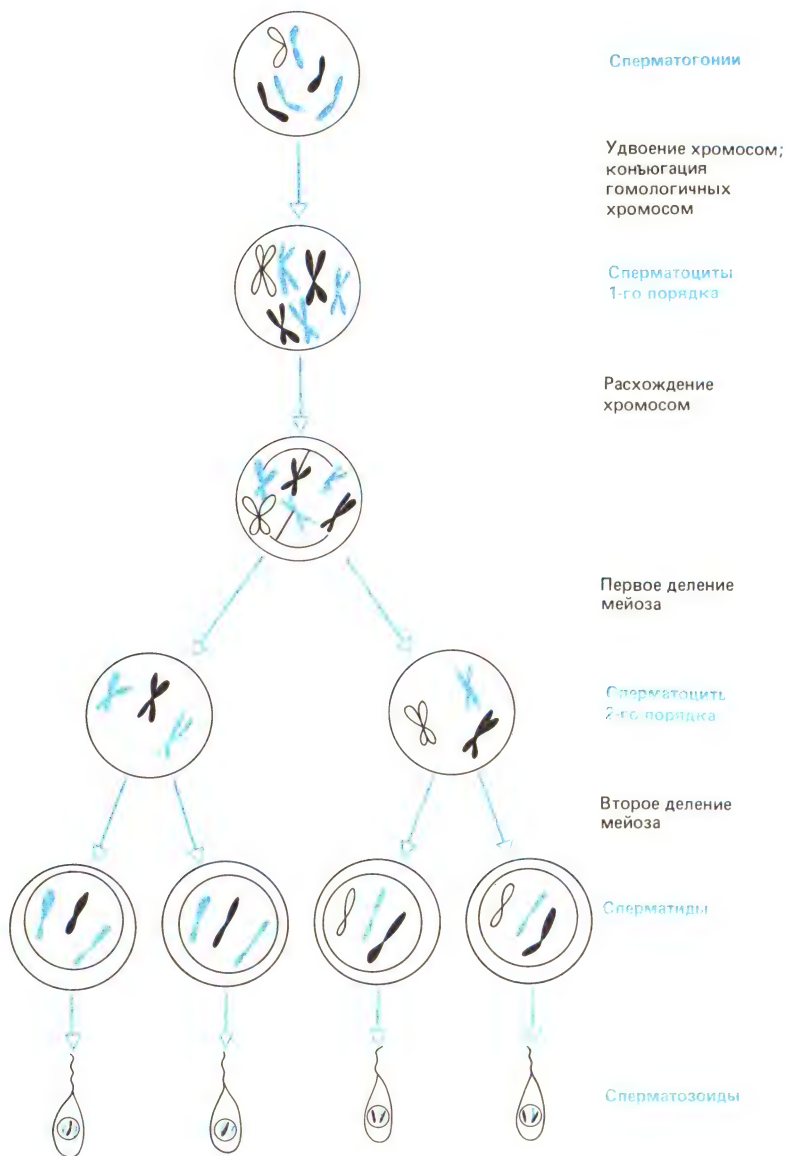 Сперматогонии
Удвоение хромосом;
конъюгация
гомологичных
хромосом
Сперматоциты
1-го порядка
Расхождение
хромосом
Первое деление
мейоза
Сперматоциты
2-го порядка
Второе деление
мейоза
Сперматиды
Сперматозоиды